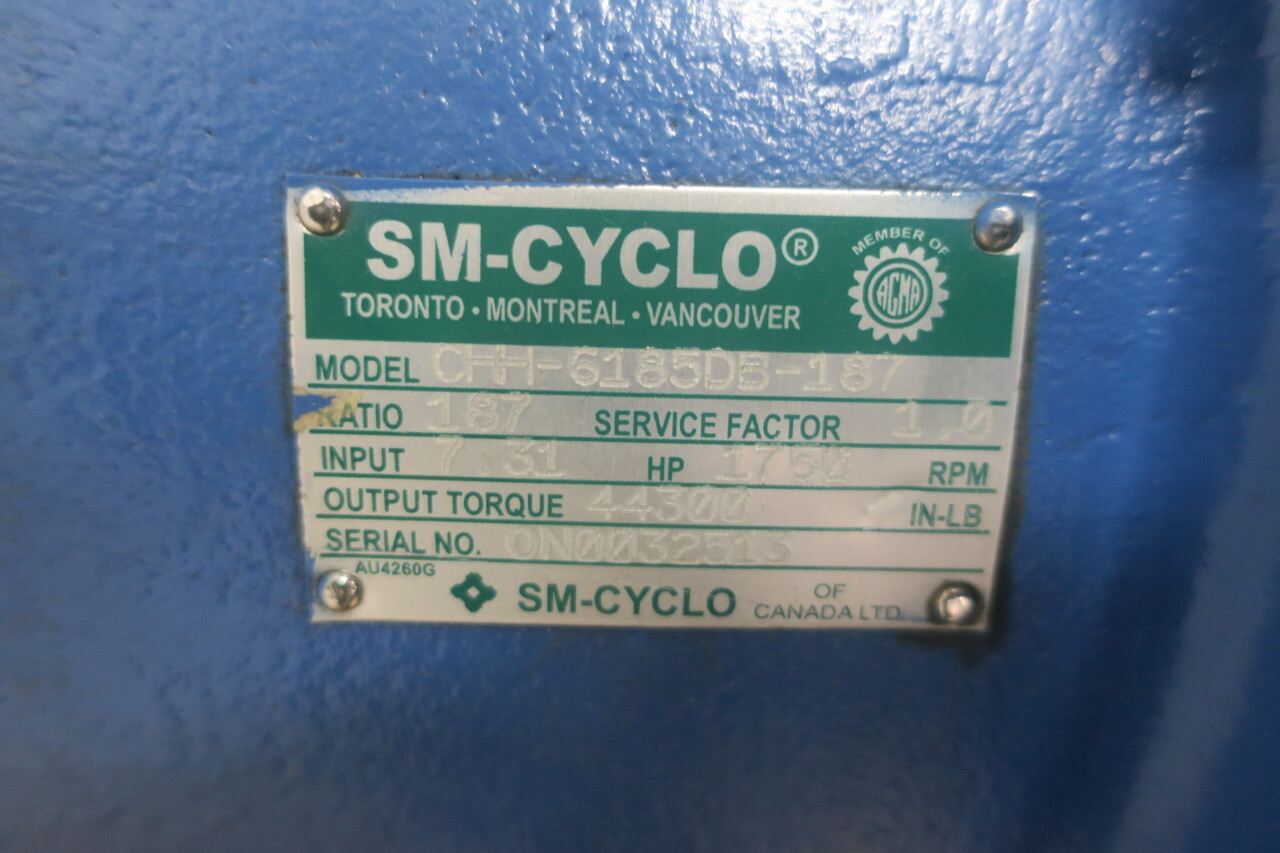 SM-CYCLO®
MEMBER OF
AGMA
TORONTO • MONTREAL • VANCOUVER
MODEL CHH-6185DB-187
RATIO 187 SERVICE FACTOR 1.0
INPUT 7.31 HP 1750 RPM
OUTPUT TORQUE 44300 IN-LB
SERIAL NO. ON0032513
AU4260G
SM-CYCLO OF CANADA LTD.